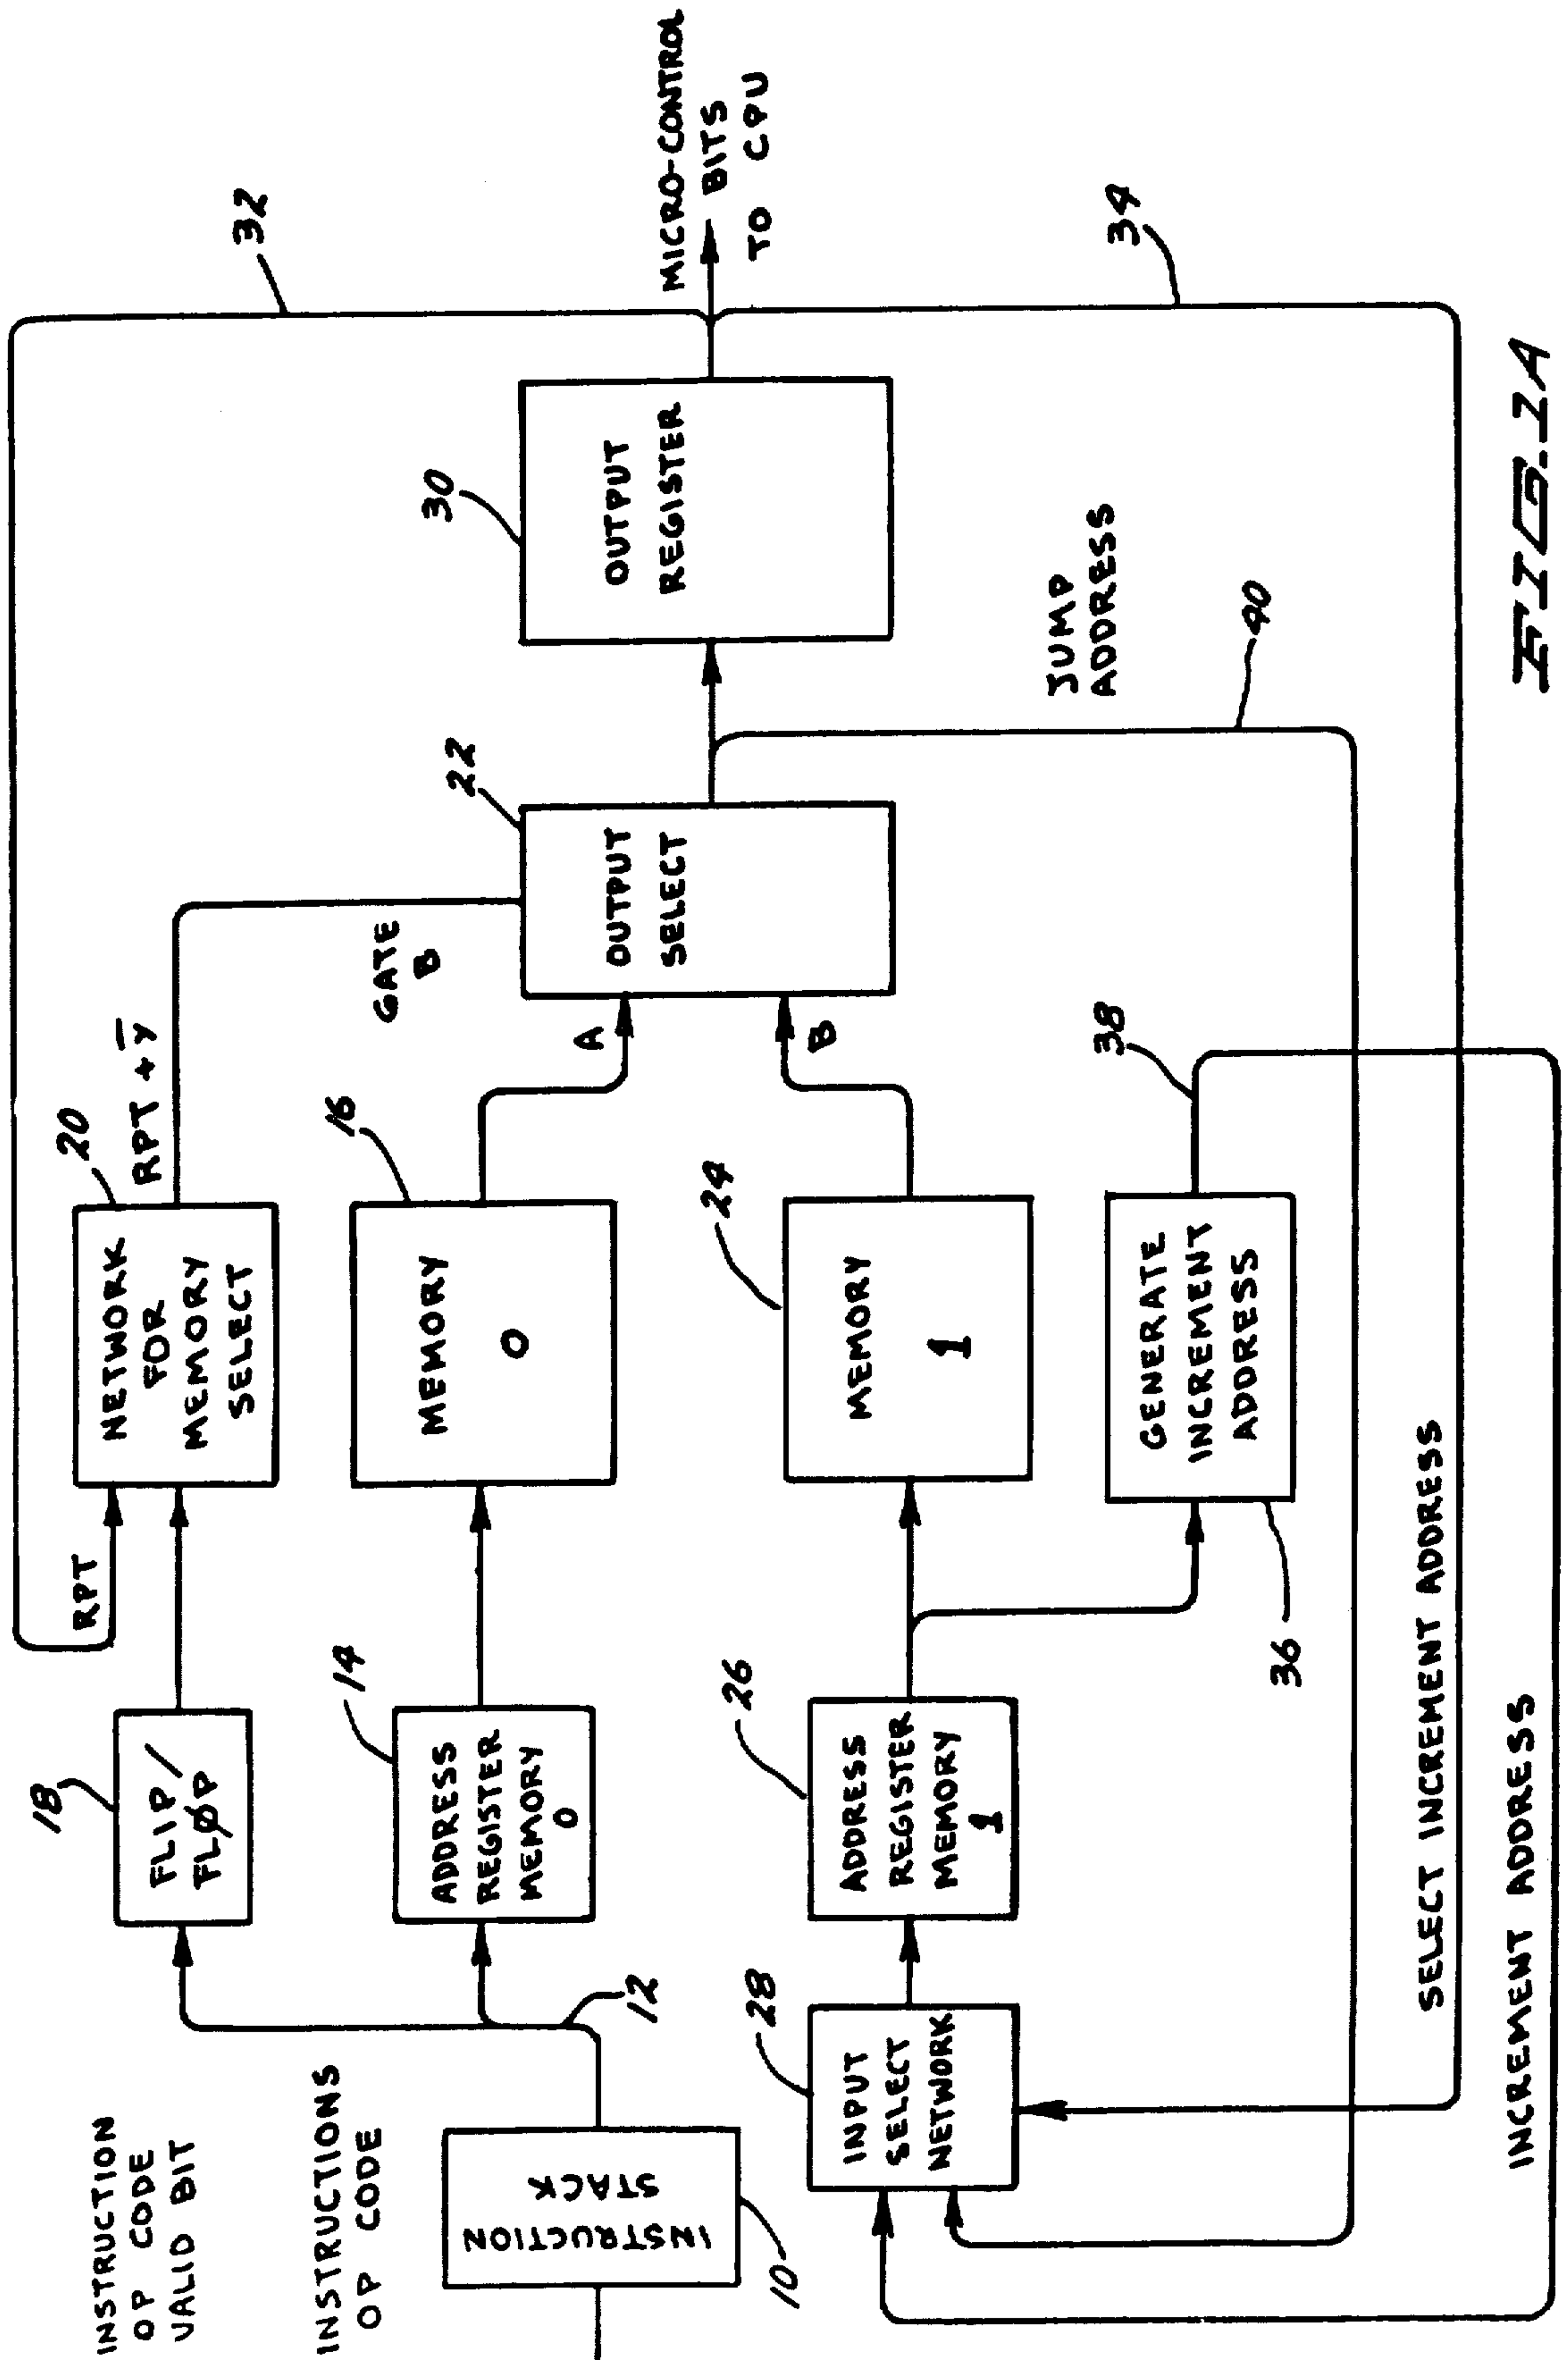 INSTRUCTION
OP CODE
VALID BIT
INSTRUCTIONS
OP CODE
INSTRUCTION
STACK
10
12
18
FLIP/
FLØP
14
ADDRESS
REGISTER
MEMORY
0
RPT
20
NETWORK
FOR
MEMORY
SELECT
RPT + Y̅
16
MEMORY
0
GATE
B
A
B
22
OUTPUT
SELECT
30
OUTPUT
REGISTER
32
MICRO-CONTROL
BITS
TO CPU
34
28
INPUT
SELECT
NETWORK
26
ADDRESS
REGISTER
MEMORY
1
24
MEMORY
1
36
GENERATE
INCREMENT
ADDRESS
38
JUMP
ADDRESS
40
SELECT INCREMENT ADDRESS
INCREMENT ADDRESS
FIG-1A